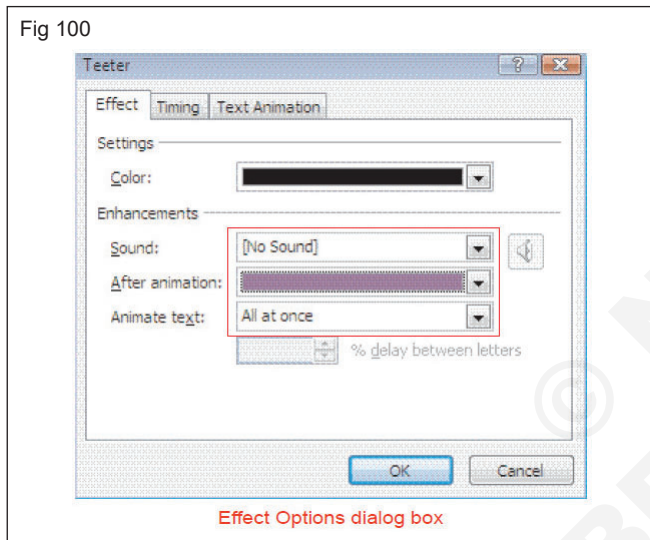 Fig 100
Teeter
Effect Timing Text Animation
Settings
Color:
Enhancements
Sound: [No Sound]
After animation:
Animate text: All at once
% delay between letters
OK Cancel
Effect Options dialog box